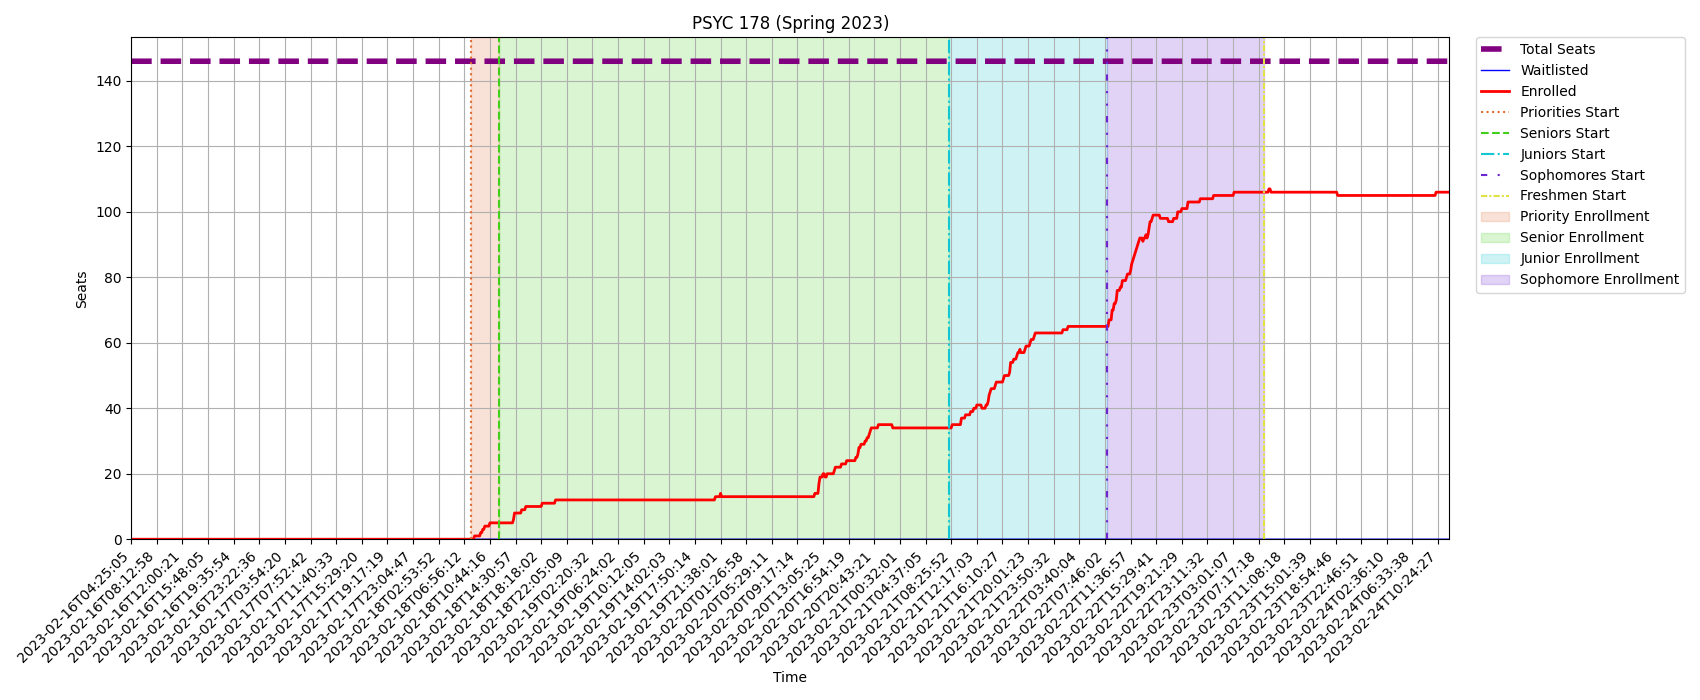 PSYC 178 (Spring 2023)
Seats
140
120
100
80
60
40
20
0
2023-02-16T04:25:05
2023-02-16T08:12:58
2023-02-16T12:00:21
2023-02-16T15:48:05
2023-02-16T19:35:54
2023-02-16T23:22:36
2023-02-17T03:54:20
2023-02-17T07:52:42
2023-02-17T11:40:33
2023-02-17T15:29:20
2023-02-17T19:17:19
2023-02-17T23:04:47
2023-02-18T02:53:52
2023-02-18T06:56:12
2023-02-18T10:44:16
2023-02-18T14:30:57
2023-02-18T18:18:02
2023-02-18T22:05:09
2023-02-19T02:20:32
2023-02-19T06:24:02
2023-02-19T10:12:05
2023-02-19T14:02:03
2023-02-19T17:50:14
2023-02-19T21:38:01
2023-02-20T01:26:58
2023-02-20T05:29:11
2023-02-20T09:17:14
2023-02-20T13:05:25
2023-02-20T16:54:19
2023-02-20T20:43:21
2023-02-21T00:32:01
2023-02-21T04:37:05
2023-02-21T08:25:52
2023-02-21T12:17:03
2023-02-21T16:10:27
2023-02-21T20:01:23
2023-02-21T23:50:32
2023-02-22T03:40:04
2023-02-22T07:46:02
2023-02-22T11:36:57
2023-02-22T15:29:41
2023-02-22T19:21:29
2023-02-22T23:11:32
2023-02-23T03:01:07
2023-02-23T07:17:18
2023-02-23T11:08:18
2023-02-23T15:01:39
2023-02-23T18:54:46
2023-02-23T22:46:51
2023-02-24T02:36:10
2023-02-24T06:33:38
2023-02-24T10:24:27
Time
Total Seats
Waitlisted
Enrolled
Priorities Start
Seniors Start
Juniors Start
Sophomores Start
Freshmen Start
Priority Enrollment
Senior Enrollment
Junior Enrollment
Sophomore Enrollment